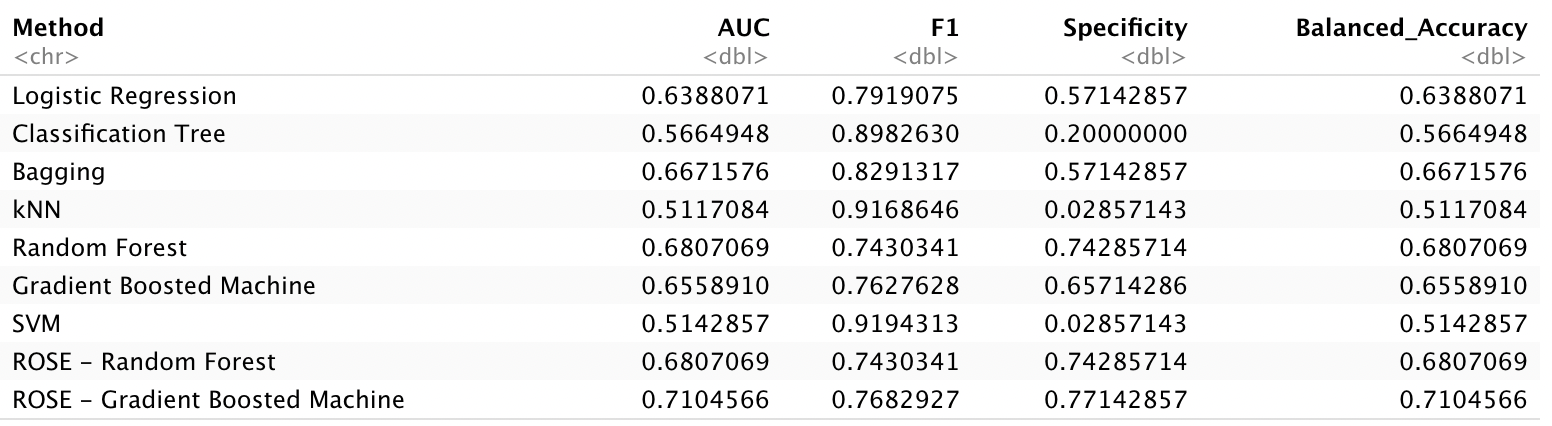 Method AUC F1 Specificity Balanced_Accuracy
<chr> <dbl> <dbl> <dbl> <dbl>
Logistic Regression 0.6388071 0.7919075 0.57142857 0.6388071
Classification Tree 0.5664948 0.8982630 0.20000000 0.5664948
Bagging 0.6671576 0.8291317 0.57142857 0.6671576
kNN 0.5117084 0.9168646 0.02857143 0.5117084
Random Forest 0.6807069 0.7430341 0.74285714 0.6807069
Gradient Boosted Machine 0.6558910 0.7627628 0.65714286 0.6558910
SVM 0.5142857 0.9194313 0.02857143 0.5142857
ROSE – Random Forest 0.6807069 0.7430341 0.74285714 0.6807069
ROSE – Gradient Boosted Machine 0.7104566 0.7682927 0.77142857 0.7104566